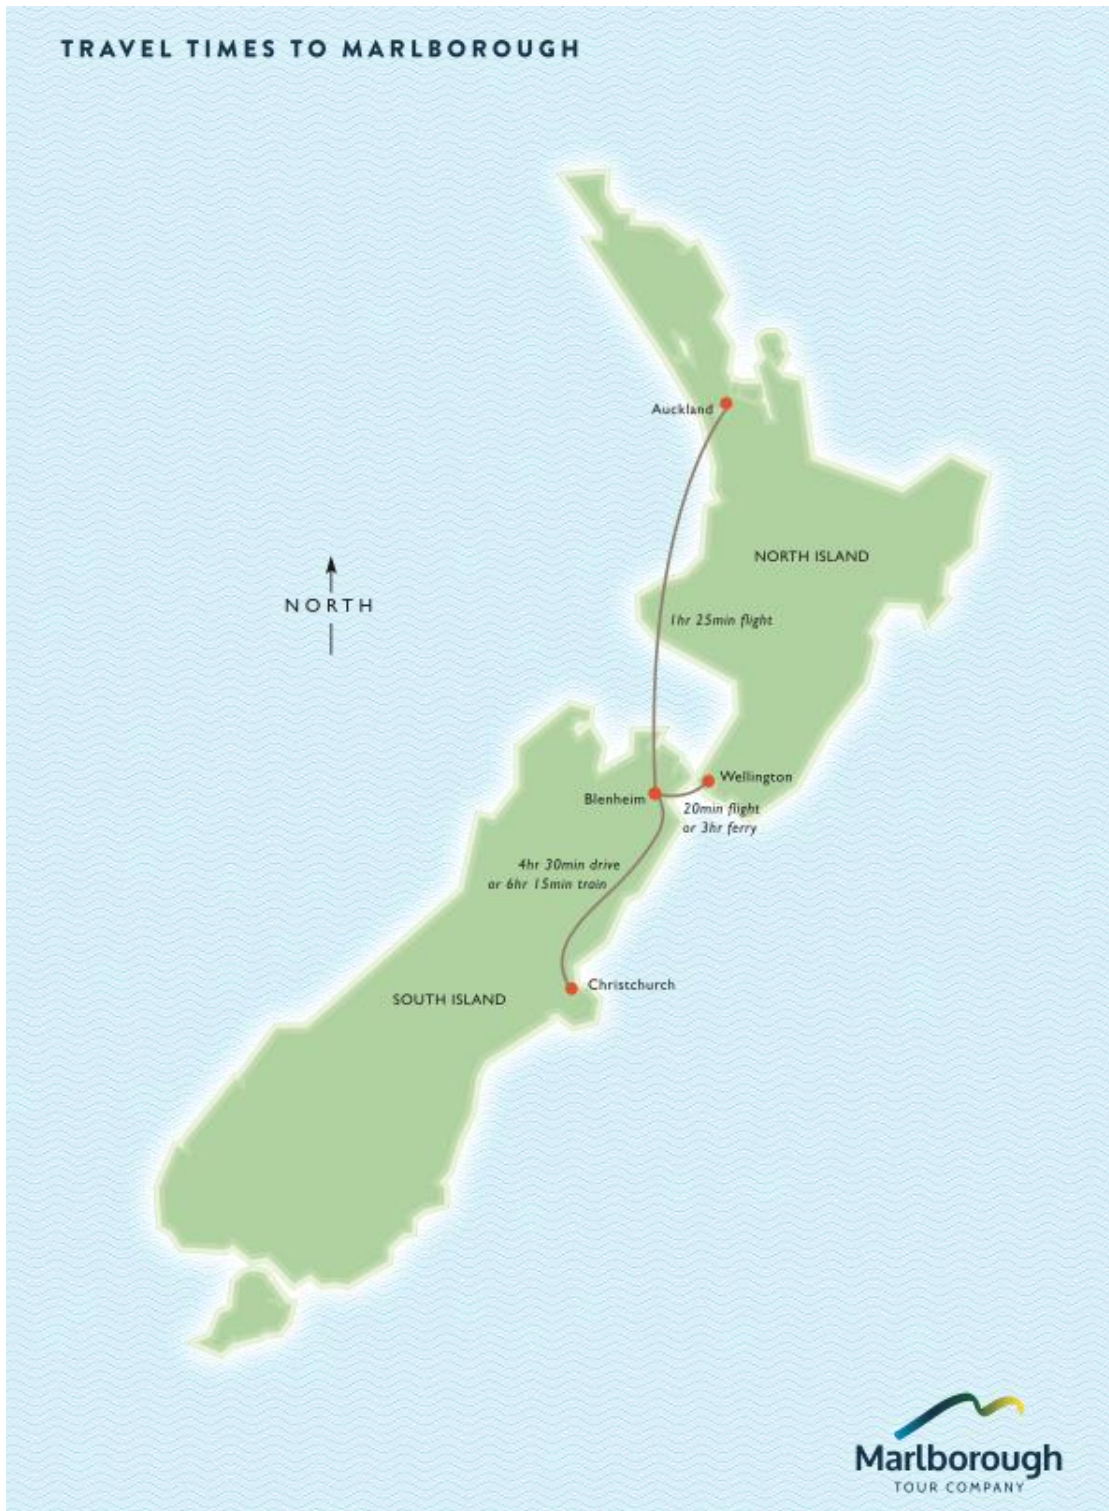 TRAVEL TIMES TO MARLBOROUGH
Auckland
NORTH ISLAND
NORTH
1hr 25min flight
Wellington
Blenheim
20min flight
or 3hr ferry
4hr 30min drive
or 6hr 15min train
Christchurch
SOUTH ISLAND
Marlborough
TOUR COMPANY